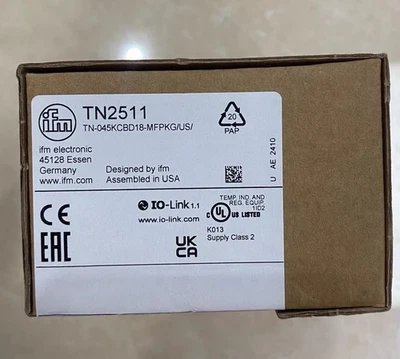 ifm
TN2511
TN-045KCBD18-MFPKG/US/
ifm electronic
45128 Essen
Germany
www.ifm.com
Designed by ifm
Assembled in USA
20
PAP
U AE 2410
CE
EAC
IO-Link 1.1
www.io-link.com
UK
CA
TEMP. IND. AND
REG. EQUIP.
1ID2
c UL US LISTED
K013
Supply Class 2